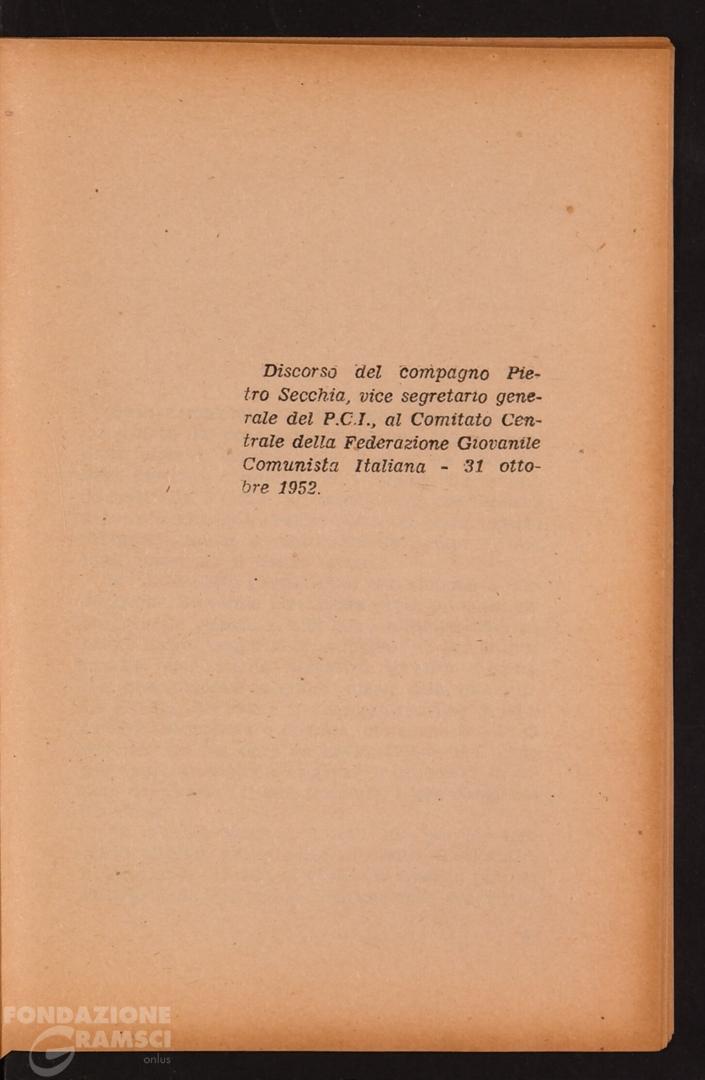 Discorso del compagno Pie-
tro Secchia, vice segretario gene-
rale del P.C.I., al Comitato Cen-
trale della Federazione Giovanile
Comunista Italiana - 31 otto-
bre 1952.
FONDAZIONE
GRAMSCI
onlus